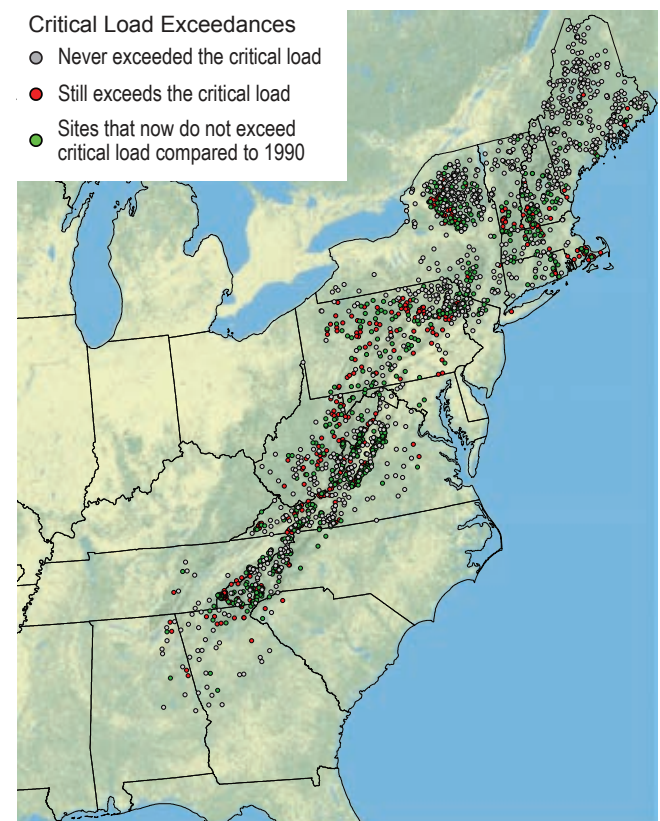 Critical Load Exceedances
Never exceeded the critical load
Still exceeds the critical load
Sites that now do not exceed
critical load compared to 1990